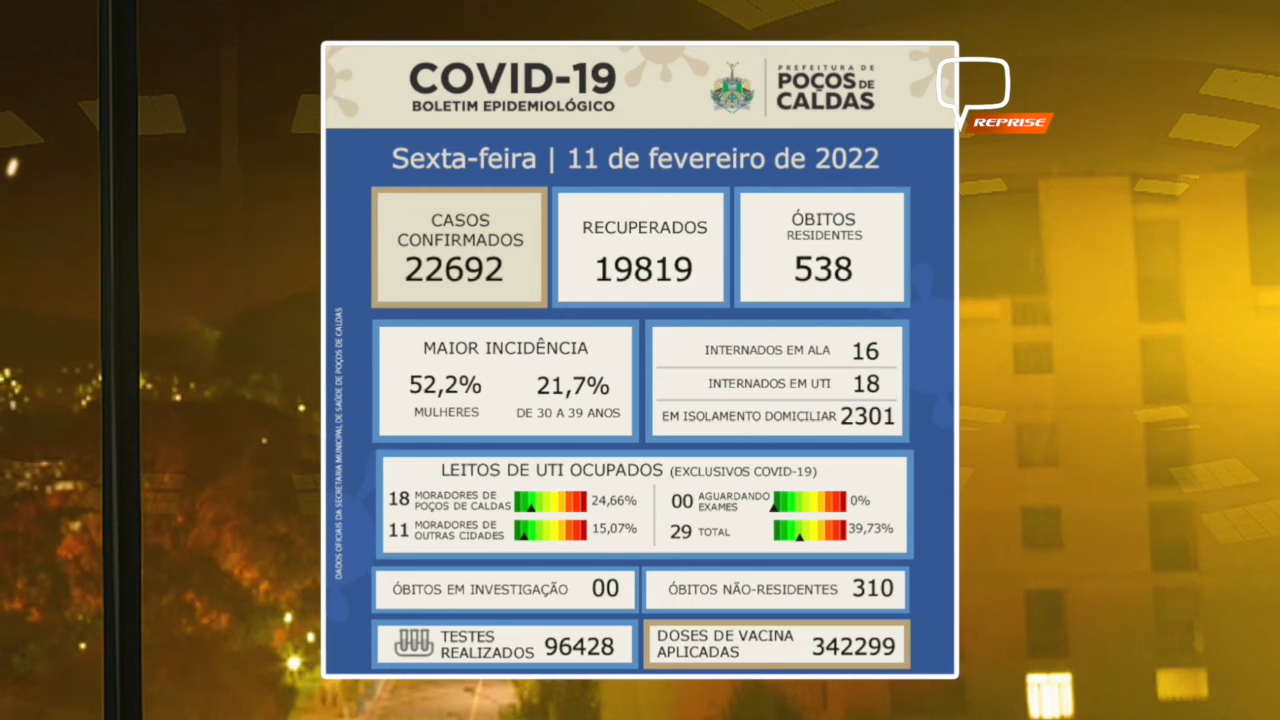 COVID-19
BOLETIM EPIDEMIOLÓGICO
PREFEITURA DE
POÇOS DE
CALDAS
REPRISE
Sexta-feira | 11 de fevereiro de 2022
CASOS
CONFIRMADOS
22692
RECUPERADOS
19819
ÓBITOS
RESIDENTES
538
MAIOR INCIDÊNCIA
52,2%
MULHERES
21,7%
DE 30 A 39 ANOS
INTERNADOS EM ALA 16
INTERNADOS EM UTI 18
EM ISOLAMENTO DOMICILIAR 2301
LEITOS DE UTI OCUPADOS (EXCLUSIVOS COVID-19)
18 MORADORES DE
POÇOS DE CALDAS 24,66%
11 MORADORES DE
OUTRAS CIDADES 15,07%
00 AGUARDANDO
EXAMES 0%
29 TOTAL 39,73%
ÓBITOS EM INVESTIGAÇÃO 00
ÓBITOS NÃO-RESIDENTES 310
TESTES
REALIZADOS 96428
DOSES DE VACINA
APLICADAS 342299
DADOS OFICIAIS DA SECRETARIA MUNICIPAL DE SAÚDE DE POÇOS DE CALDAS